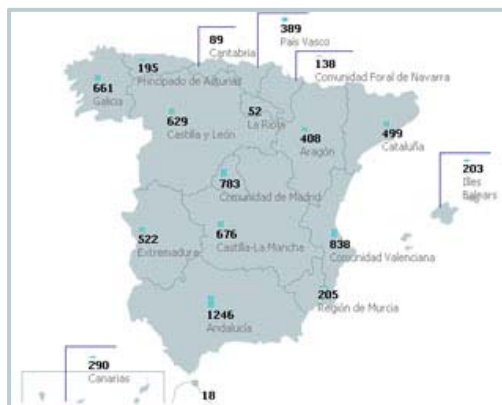 89
Cantabria
389
País Vasco
138
Comunidad Foral de Navarra
195
Principado de Asturias
661
Galicia
629
Castilla y León
52
La Rioja
408
Aragón
499
Cataluña
203
Illes
Balears
783
Comunidad de Madrid
522
Extremadura
676
Castilla-La Mancha
838
Comunidad Valenciana
205
Región de Murcia
1246
Andalucía
290
Canarias
18